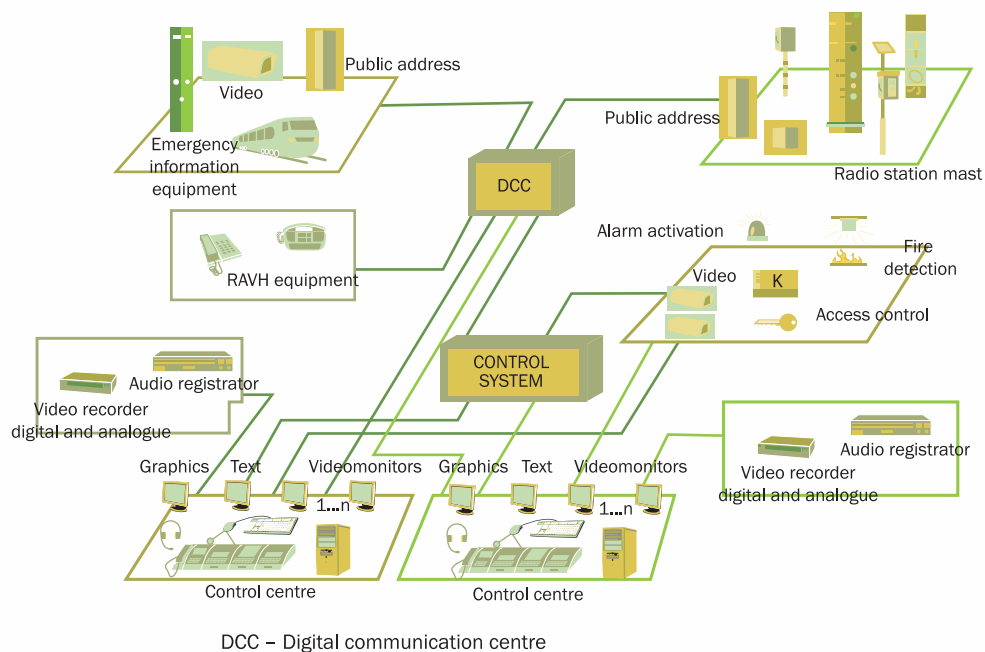 Public address
Video
Emergency
information
equipment
Public address
Radio station mast
DCC
RAVH equipment
Alarm activation
Fire
detection
Video
K
Access control
CONTROL
SYSTEM
Audio registrator
Video recorder
digital and analogue
Audio registrator
Video recorder
digital and analogue
Graphics Text Videomonitors
1...n
Control centre
Graphics Text Videomonitors
1...n
Control centre
DCC – Digital communication centre